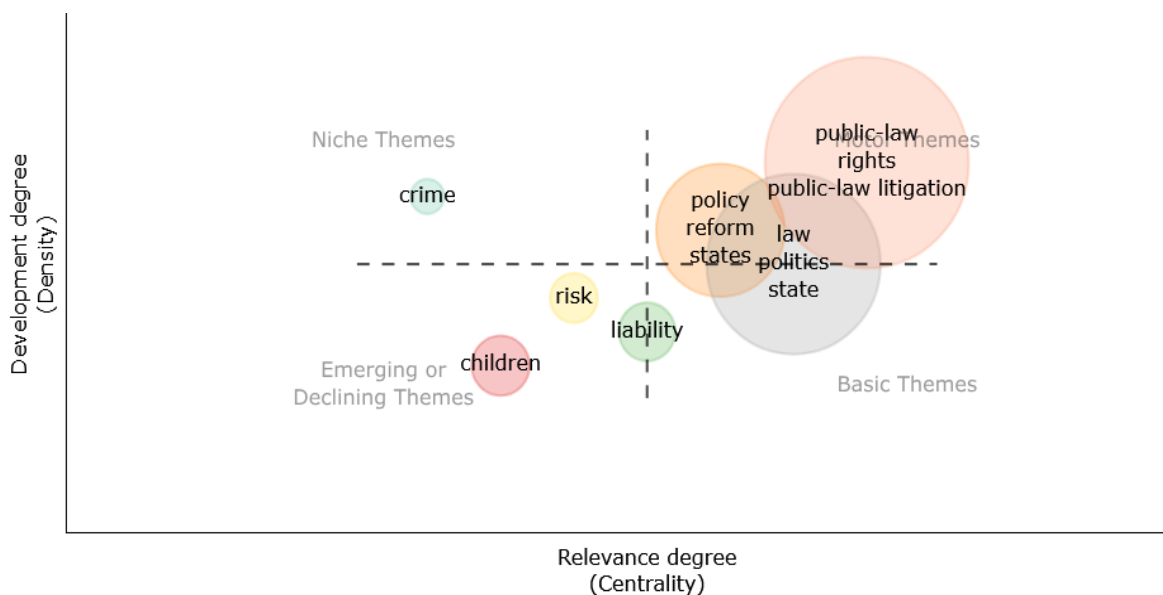 Niche Themes
Motor Themes
public-law
rights
public-law litigation
crime
policy
reform
states
law
politics
state
risk
liability
children
Emerging or
Declining Themes
Basic Themes
Development degree
(Density)
Relevance degree
(Centrality)